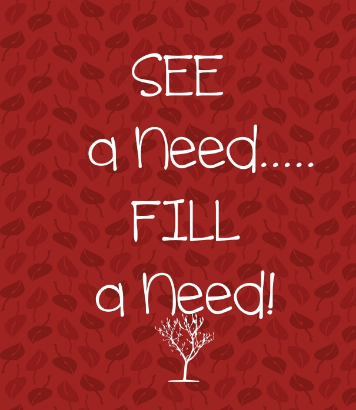 SEE
a need.....
FILL
a need!